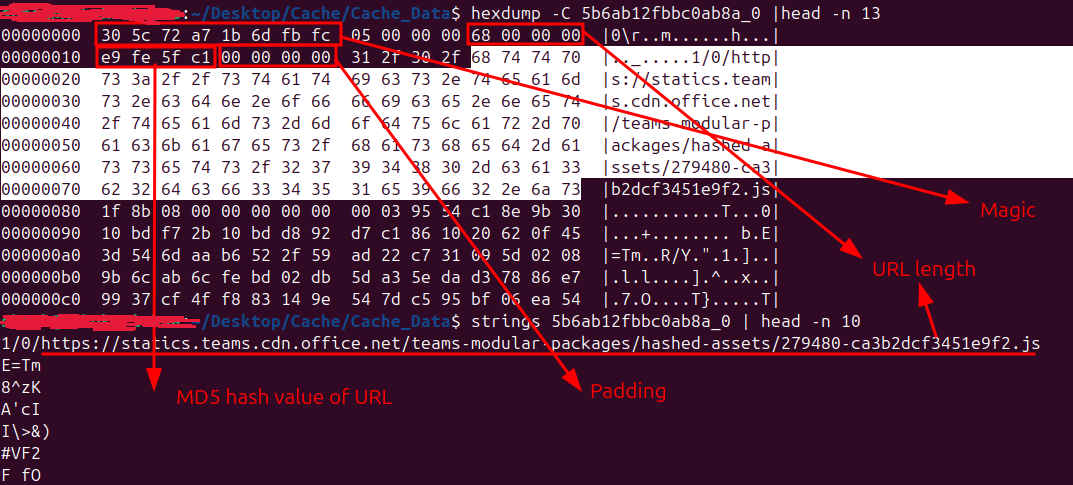 :~/Desktop/Cache/Cache_Data$ hexdump -C 5b6ab12fbbc0ab8a_0 |head -n 13
00000000 30 5c 72 a7 1b 6d fb fc 05 00 00 00 68 00 00 00 |0\r..m......h...|
00000010 e9 fe 5f c1 00 00 00 00 31 2f 30 2f 68 74 74 70 |.._.....1/0/http|
00000020 73 3a 2f 2f 73 74 61 74 69 63 73 2e 74 65 61 6d |s://statics.team|
00000030 73 2e 63 64 6e 2e 6f 66 66 69 63 65 2e 6e 65 74 |s.cdn.office.net|
00000040 2f 74 65 61 6d 73 2d 6d 6f 64 75 6c 61 72 2d 70 |/teams-modular-p|
00000050 61 63 6b 61 67 65 73 2f 68 61 73 68 65 64 2d 61 |ackages/hashed-a|
00000060 73 73 65 74 73 2f 32 37 39 34 38 30 2d 63 61 33 |ssets/279480-ca3|
00000070 62 32 64 63 66 33 34 35 31 65 39 66 32 2e 6a 73 |b2dcf3451e9f2.js|
00000080 1f 8b 08 00 00 00 00 00 00 03 95 54 c1 8e 9b 30 |...........T...0|
00000090 10 bd f7 2b 10 bd d8 92 d7 c1 86 10 20 62 0f 45 |...+........ b.E|
000000a0 3d 54 6d aa b6 52 2f 59 ad 22 c7 31 09 5d 02 08 |=Tm..R/Y.".1.]..|
000000b0 9b 6c ab 6c fe bd 02 db 5d a3 5e da d3 78 86 e7 |.l.l....].^..x..|
000000c0 99 37 cf 4f f8 83 14 9e 54 7d c5 95 bf 06 ea 54 |.7.O....T}.....T|
Magic
URL length
:~/Desktop/Cache/Cache_Data$ strings 5b6ab12fbbc0ab8a_0 | head -n 10
1/0/https://statics.teams.cdn.office.net/teams-modular-packages/hashed-assets/279480-ca3b2dcf3451e9f2.js
E=Tm
8^zK
A'cI
I\>&)
#VF2
F fO
MD5 hash value of URL
Padding